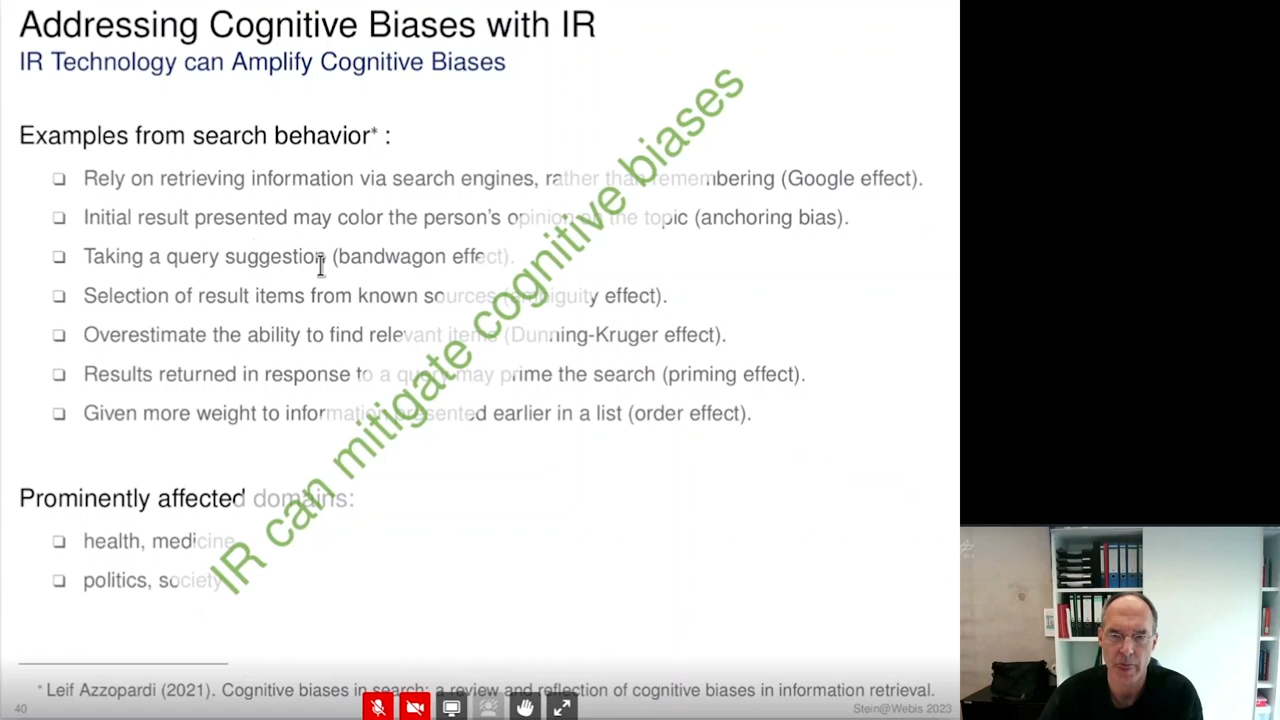 Addressing Cognitive Biases with IR
IR Technology can Amplify Cognitive Biases
Examples from search behavior* :
❑ Rely on retrieving information via search engines, rather than remembering (Google effect).
❑ Initial result presented may color the person's opinion on the topic (anchoring bias).
❑ Taking a query suggestion (bandwagon effect).
❑ Selection of result items from known sources (ambiguity effect).
❑ Overestimate the ability to find relevant items (Dunning-Kruger effect).
❑ Results returned in response to a query may prime the search (priming effect).
❑ Given more weight to information presented earlier in a list (order effect).
IR can mitigate cognitive biases
Prominently affected domains:
❑ health, medicine
❑ politics, society
* Leif Azzopardi (2021). Cognitive biases in search: a review and reflection of cognitive biases in information retrieval.
40
Stein@Webis 2023